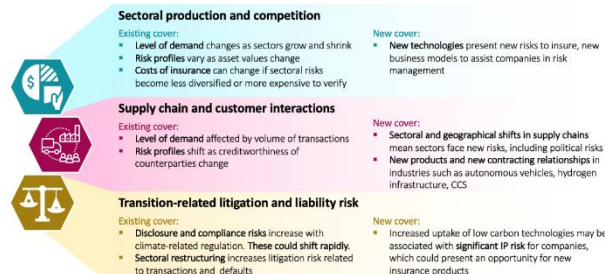 Sectoral production and competition
Existing cover:
▪ Level of demand changes as sectors grow and shrink
▪ Risk profiles vary as asset values change
▪ Costs of insurance can change if sectoral risks
become less diversified or more expensive to verify
New cover:
▪ New technologies present new risks to insure, new
business models to assist companies in risk
management
Supply chain and customer interactions
Existing cover:
▪ Level of demand affected by volume of transactions
▪ Risk profiles shift as creditworthiness of
counterparties change
New cover:
▪ Sectoral and geographical shifts in supply chains
mean sectors face new risks, including political risks
▪ New products and new contracting relationships in
industries such as autonomous vehicles, hydrogen
infrastructure, CCS
Transition-related litigation and liability risk
Existing cover:
▪ Disclosure and compliance risks increase with
climate-related regulation. These could shift rapidly.
▪ Sectoral restructuring increases litigation risk related
to transactions and defaults
New cover:
▪ Increased uptake of low carbon technologies may be
associated with significant IP risk for companies,
which could present an opportunity for new
insurance products